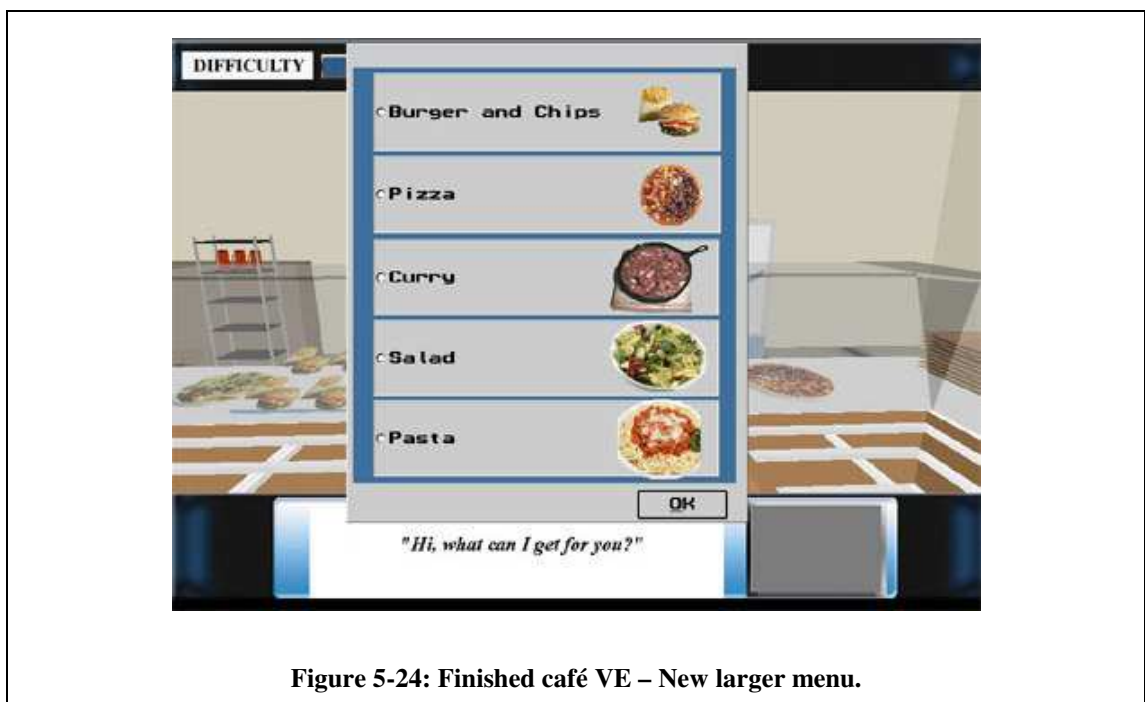 DIFFICULTY
Burger and Chips
Pizza
Curry
Salad
Pasta
OK
"Hi, what can I get for you?"
Figure 5-24: Finished café VE – New larger menu.